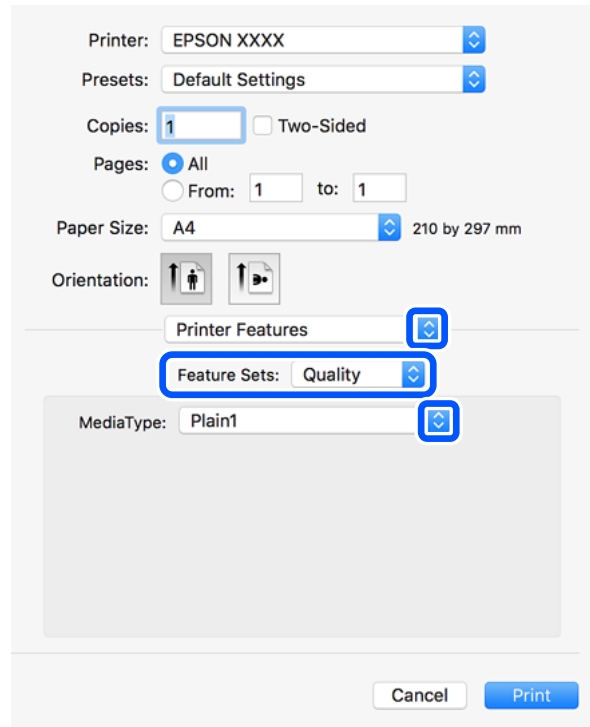 Printer: EPSON XXXX
Presets: Default Settings
Copies: 1 Two-Sided
Pages: All
From: 1 to: 1
Paper Size: A4 210 by 297 mm
Orientation:
Printer Features
Feature Sets: Quality
MediaType: Plain1
Cancel Print